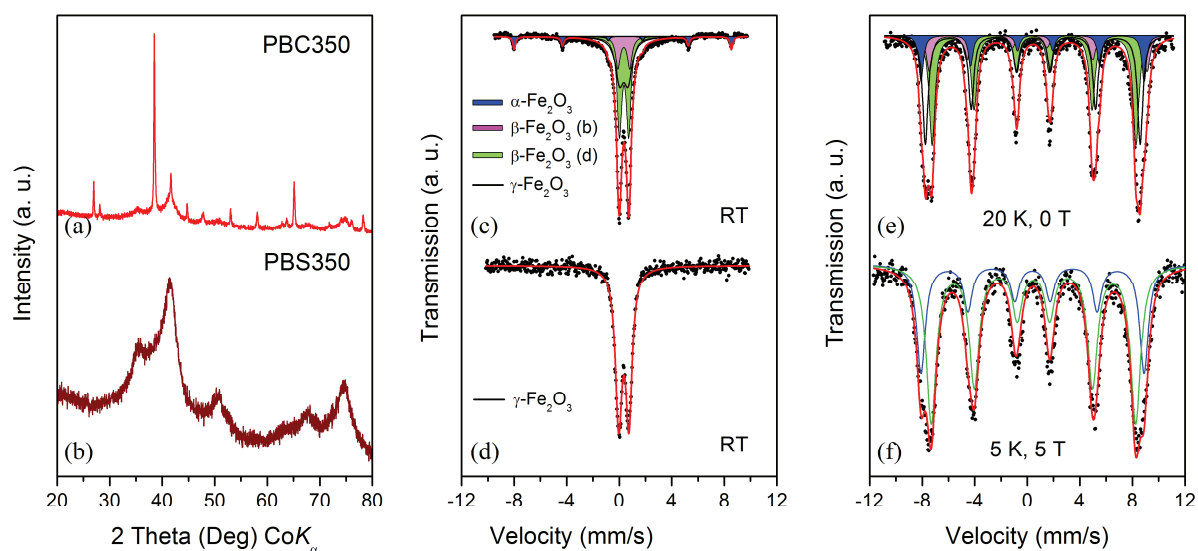 PBC350
(a)
PBS350
(b)
Intensity (a. u.)
20 30 40 50 60 70 80
2 Theta (Deg) CoKα
α-Fe₂O₃
β-Fe₂O₃ (b)
β-Fe₂O₃ (d)
γ-Fe₂O₃
(c)
RT
γ-Fe₂O₃
(d)
RT
Transmission (a. u.)
-12 -8 -4 0 4 8 12
Velocity (mm/s)
(e)
20 K, 0 T
(f)
5 K, 5 T
Transmission (a. u.)
-12 -8 -4 0 4 8 12
Velocity (mm/s)